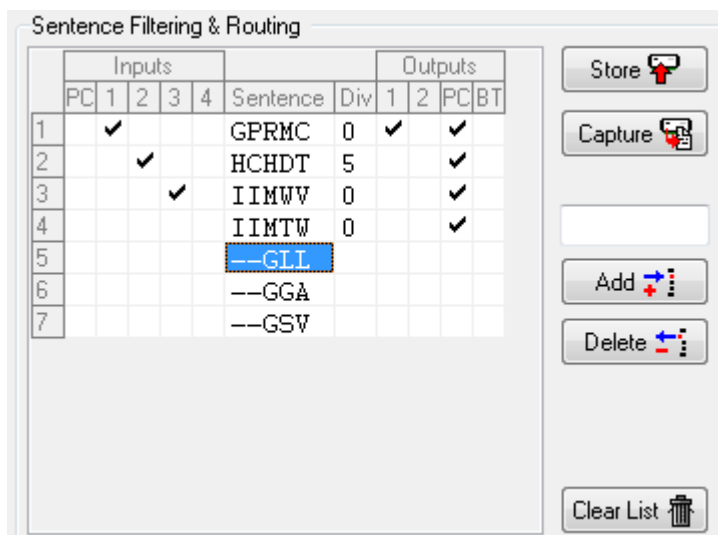 Sentence Filtering & Routing
Inputs Outputs
PC 1 2 3 4 Sentence Div 1 2 PC BT
1 GPRMC 0
2 HCHDT 5
3 IIMWV 0
4 IIMTW 0
5 --GLL
6 --GGA
7 --GSV
Store
Capture
Add
Delete
Clear List